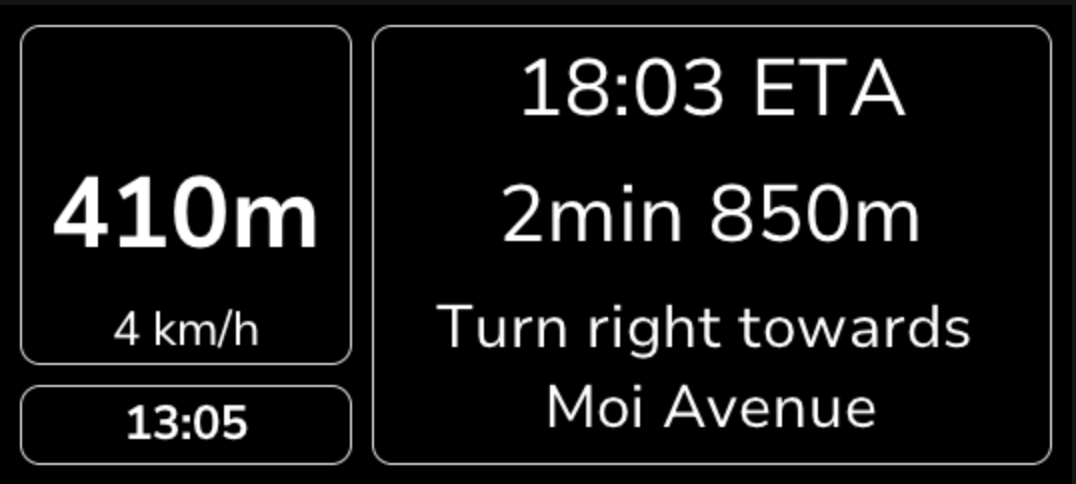 410m
4 km/h
13:05
18:03 ETA
2min 850m
Turn right towards
Moi Avenue